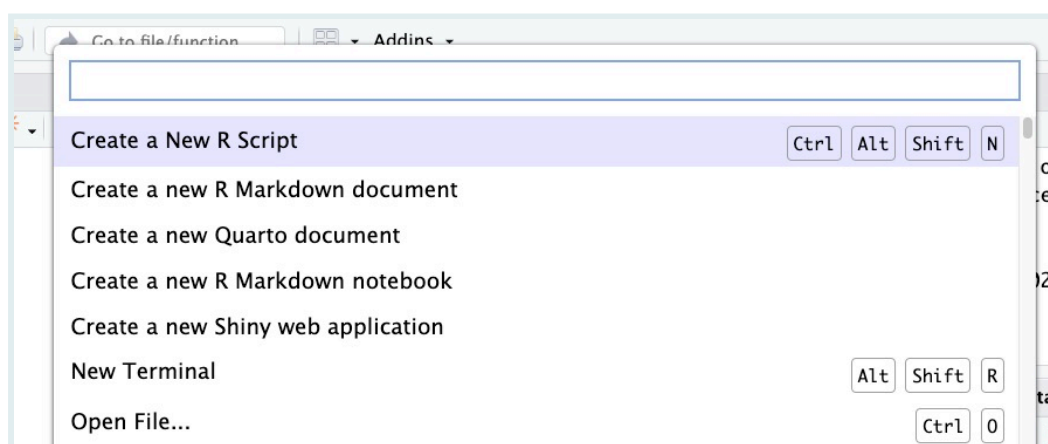 Go to file/function Addins
Create a New R Script Ctrl Alt Shift N
Create a new R Markdown document
Create a new Quarto document
Create a new R Markdown notebook
Create a new Shiny web application
New Terminal Alt Shift R
Open File... Ctrl O